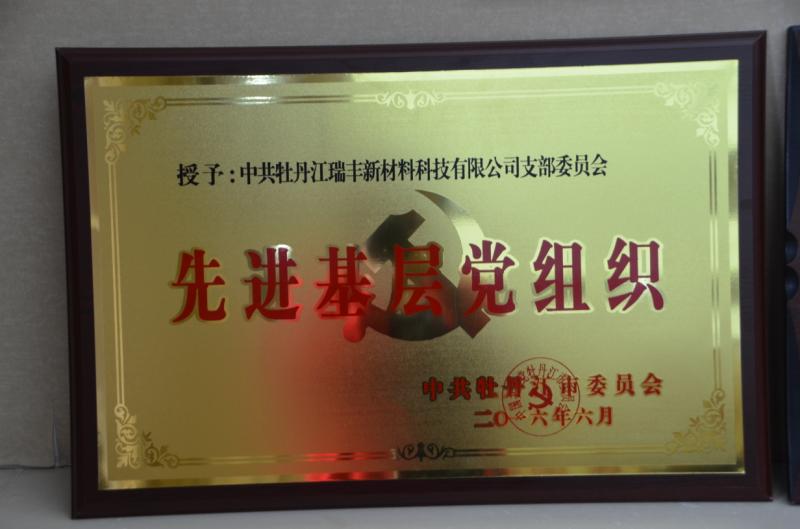 授予:中共牡丹江瑞丰新材料科技有限公司支部委员会
先进基层党组织
中共牡丹江市委员会
二〇一六年六月